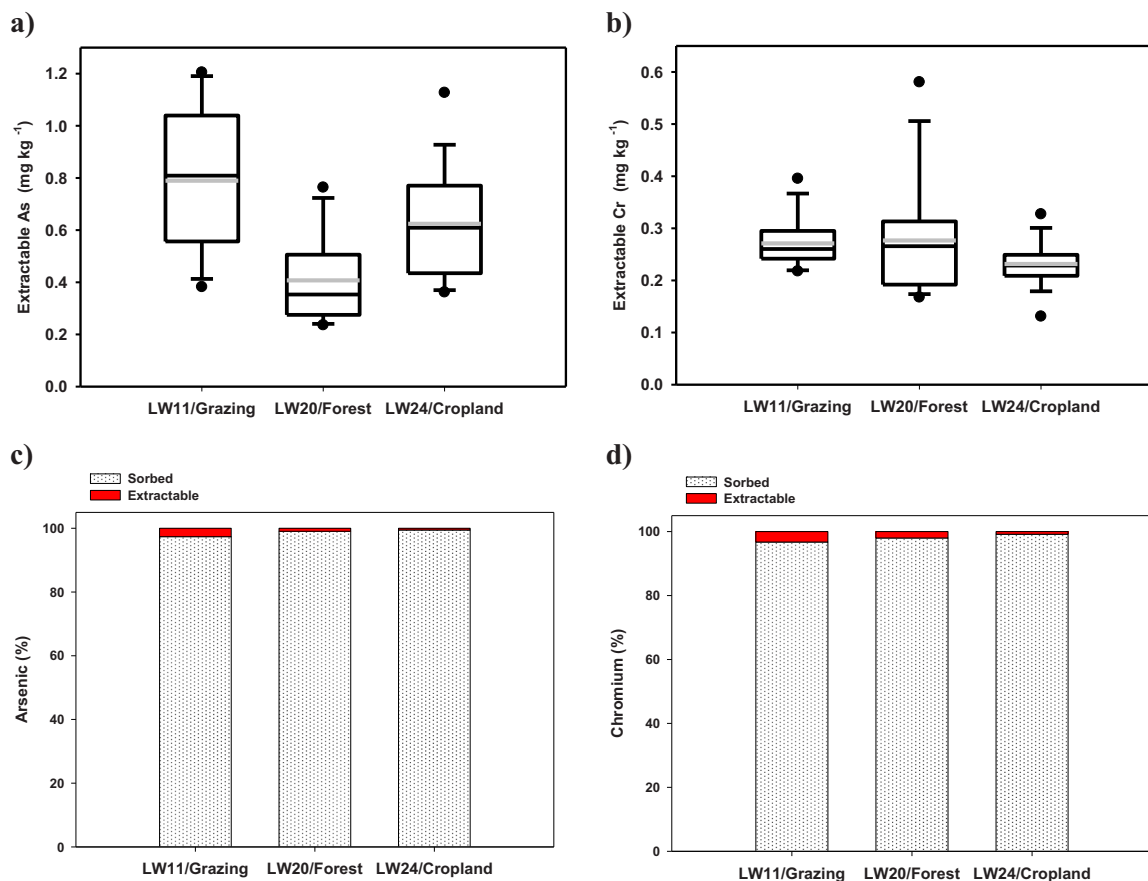 a)
Extractable As (mg kg⁻¹)
1.2
1.0
0.8
0.6
0.4
0.2
0.0
LW11/Grazing LW20/Forest LW24/Cropland
b)
Extractable Cr (mg kg⁻¹)
0.6
0.5
0.4
0.3
0.2
0.1
0.0
LW11/Grazing LW20/Forest LW24/Cropland
c)
Sorbed
Extractable
Arsenic (%)
100
80
60
40
20
0
LW11/Grazing LW20/Forest LW24/Cropland
d)
Sorbed
Extractable
Chromium (%)
100
80
60
40
20
0
LW11/Grazing LW20/Forest LW24/Cropland